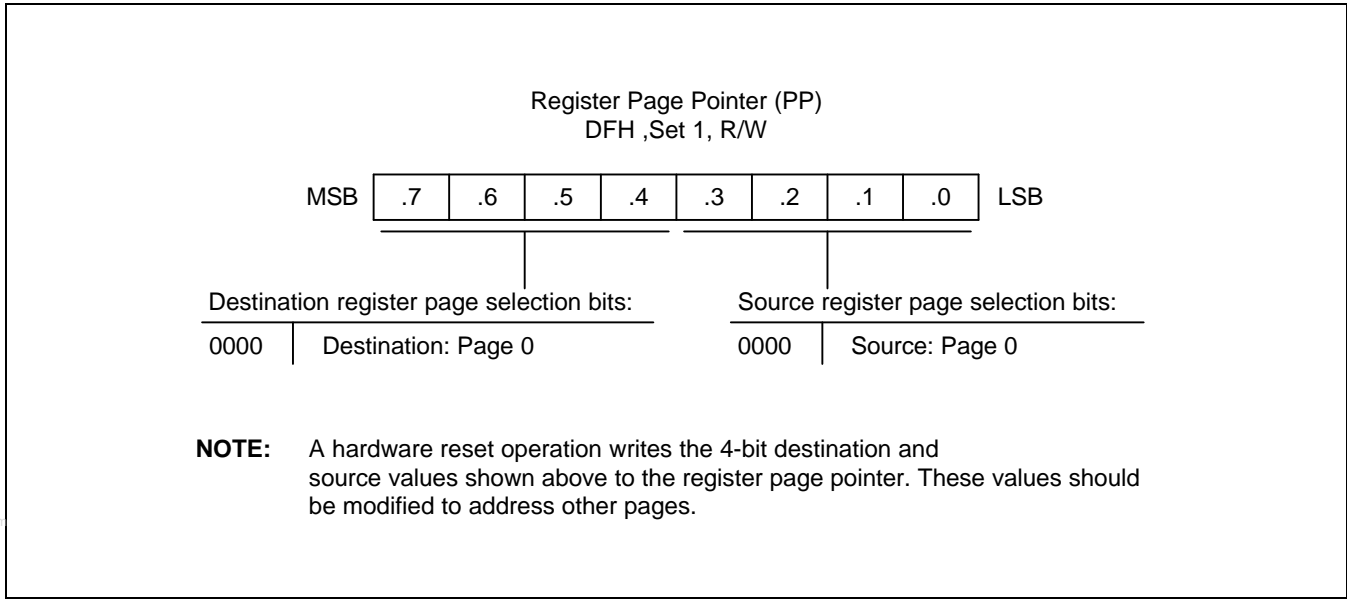 Register Page Pointer (PP)
DFH ,Set 1, R/W
MSB .7 .6 .5 .4 .3 .2 .1 .0 LSB
Destination register page selection bits:
0000 Destination: Page 0
Source register page selection bits:
0000 Source: Page 0
NOTE: A hardware reset operation writes the 4-bit destination and
source values shown above to the register page pointer. These values should
be modified to address other pages.